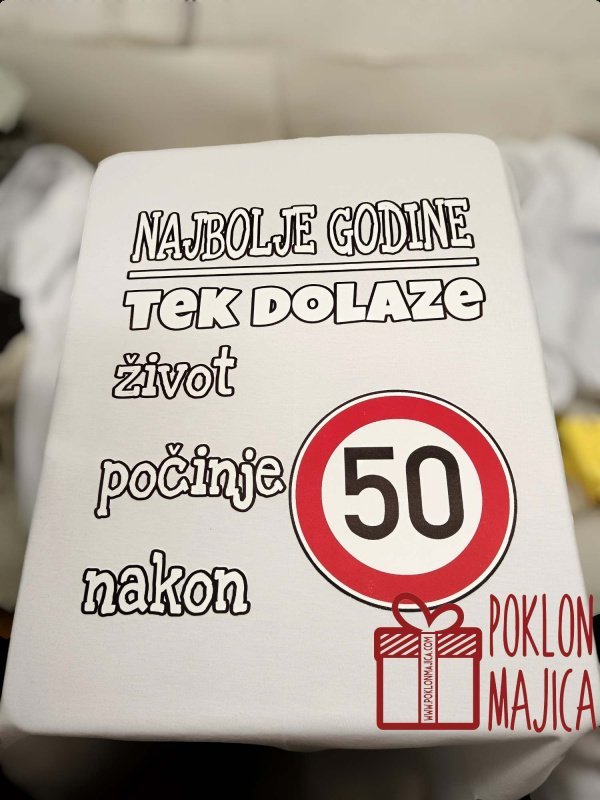 NAJBOLJE GODINE
Tek DOLAZe
život
počinje
nakon
50
POKLON
MAJICA
WWW.POKLONMAJICA.COM